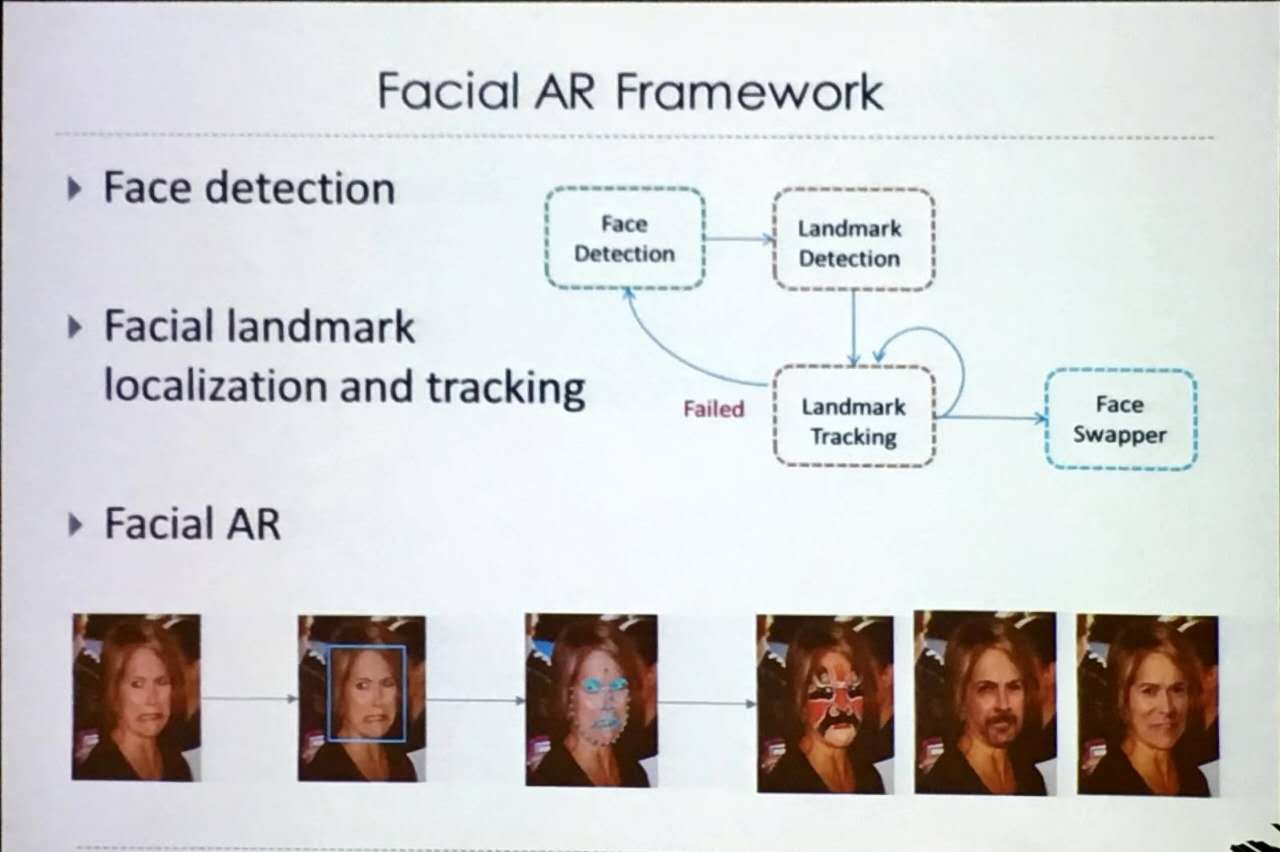 Facial AR Framework
Face detection
Facial landmark
localization and tracking
Facial AR
Face
Detection
Landmark
Detection
Failed
Landmark
Tracking
Face
Swapper